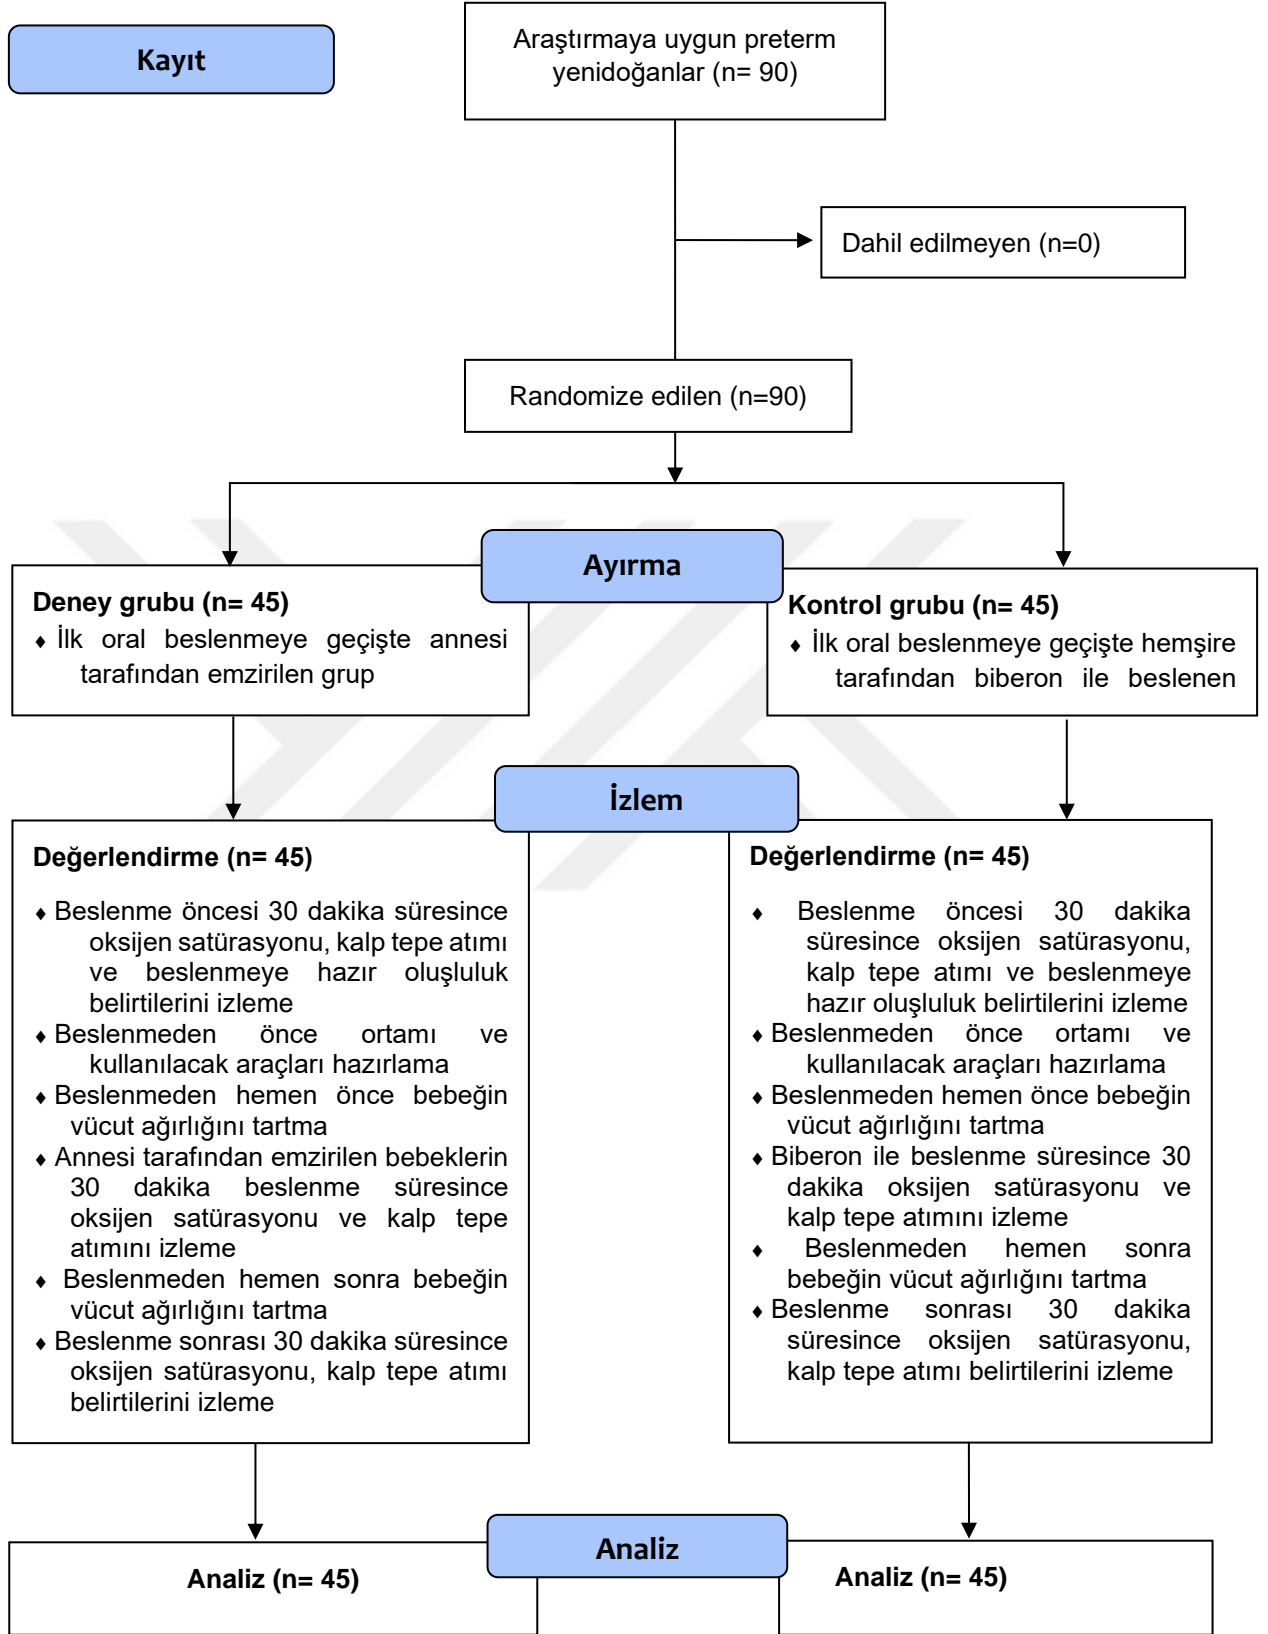 Kayıt
Araştırmaya uygun preterm
yenidoğanlar (n= 90)
Dahil edilmeyen (n=0)
Randomize edilen (n=90)
Ayırma
Deney grubu (n= 45)
♦ İlk oral beslenmeye geçişte annesi
tarafından emzirilen grup
Kontrol grubu (n= 45)
♦ İlk oral beslenmeye geçişte hemşire
tarafından biberon ile beslenen
İzlem
Değerlendirme (n= 45)
♦ Beslenme öncesi 30 dakika süresince
oksijen satürasyonu, kalp tepe atımı
ve beslenmeye hazır oluşluluk
belirtilerini izleme
♦ Beslenmeden önce ortamı ve
kullanılacak araçları hazırlama
♦ Beslenmeden hemen önce bebeğin
vücut ağırlığını tartma
♦ Annesi tarafından emzirilen bebeklerin
30 dakika beslenme süresince
oksijen satürasyonu ve kalp tepe
atımını izleme
♦ Beslenmeden hemen sonra bebeğin
vücut ağırlığını tartma
♦ Beslenme sonrası 30 dakika süresince
oksijen satürasyonu, kalp tepe atımı
belirtilerini izleme
Değerlendirme (n= 45)
♦ Beslenme öncesi 30 dakika
süresince oksijen satürasyonu,
kalp tepe atımı ve beslenmeye
hazır oluşluluk belirtilerini izleme
♦ Beslenmeden önce ortamı ve
kullanılacak araçları hazırlama
♦ Beslenmeden hemen önce bebeğin
vücut ağırlığını tartma
♦ Biberon ile beslenme süresince 30
dakika oksijen satürasyonu ve
kalp tepe atımını izleme
♦ Beslenmeden hemen sonra
bebeğin vücut ağırlığını tartma
♦ Beslenme sonrası 30 dakika
süresince oksijen satürasyonu,
kalp tepe atımı belirtilerini izleme
Analiz
Analiz (n= 45)
Analiz (n= 45)